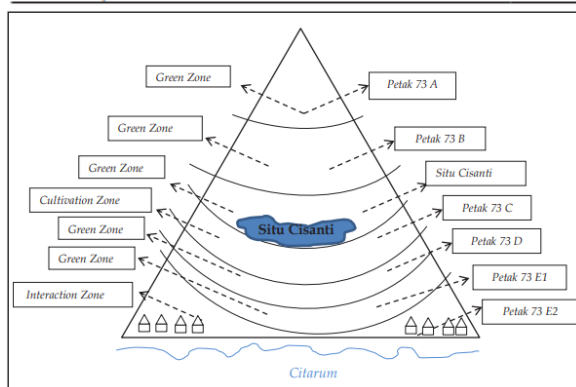 Green Zone
Petak 73 A
Green Zone
Petak 73 B
Green Zone
Situ Cisanti
Cultivation Zone
Petak 73 C
Green Zone
Situ Cisanti
Petak 73 D
Green Zone
Petak 73 E1
Interaction Zone
Petak 73 E2
Citarum